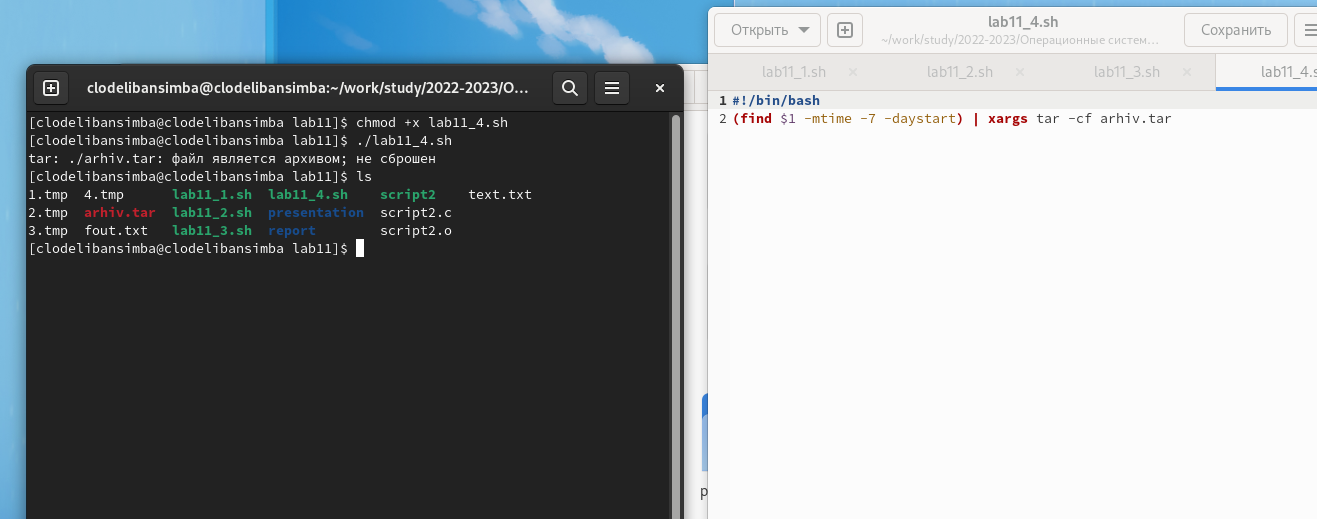 clodelibansimba@clodelibansimba:~/work/study/2022-2023/О...
[clodelibansimba@clodelibansimba lab11]$ chmod +x lab11_4.sh
[clodelibansimba@clodelibansimba lab11]$ ./lab11_4.sh
tar: ./arhiv.tar: файл является архивом; не сброшен
[clodelibansimba@clodelibansimba lab11]$ ls
1.tmp 4.tmp lab11_1.sh lab11_4.sh script2 text.txt
2.tmp arhiv.tar lab11_2.sh presentation script2.c
3.tmp fout.txt lab11_3.sh report script2.o
[clodelibansimba@clodelibansimba lab11]$
Открыть
lab11_4.sh
~/work/study/2022-2023/Операционные систем...
Сохранить
lab11_1.sh × lab11_2.sh × lab11_3.sh × lab11_4.s
1 #!/bin/bash
2 (find $1 -mtime -7 -daystart) | xargs tar -cf arhiv.tar
p